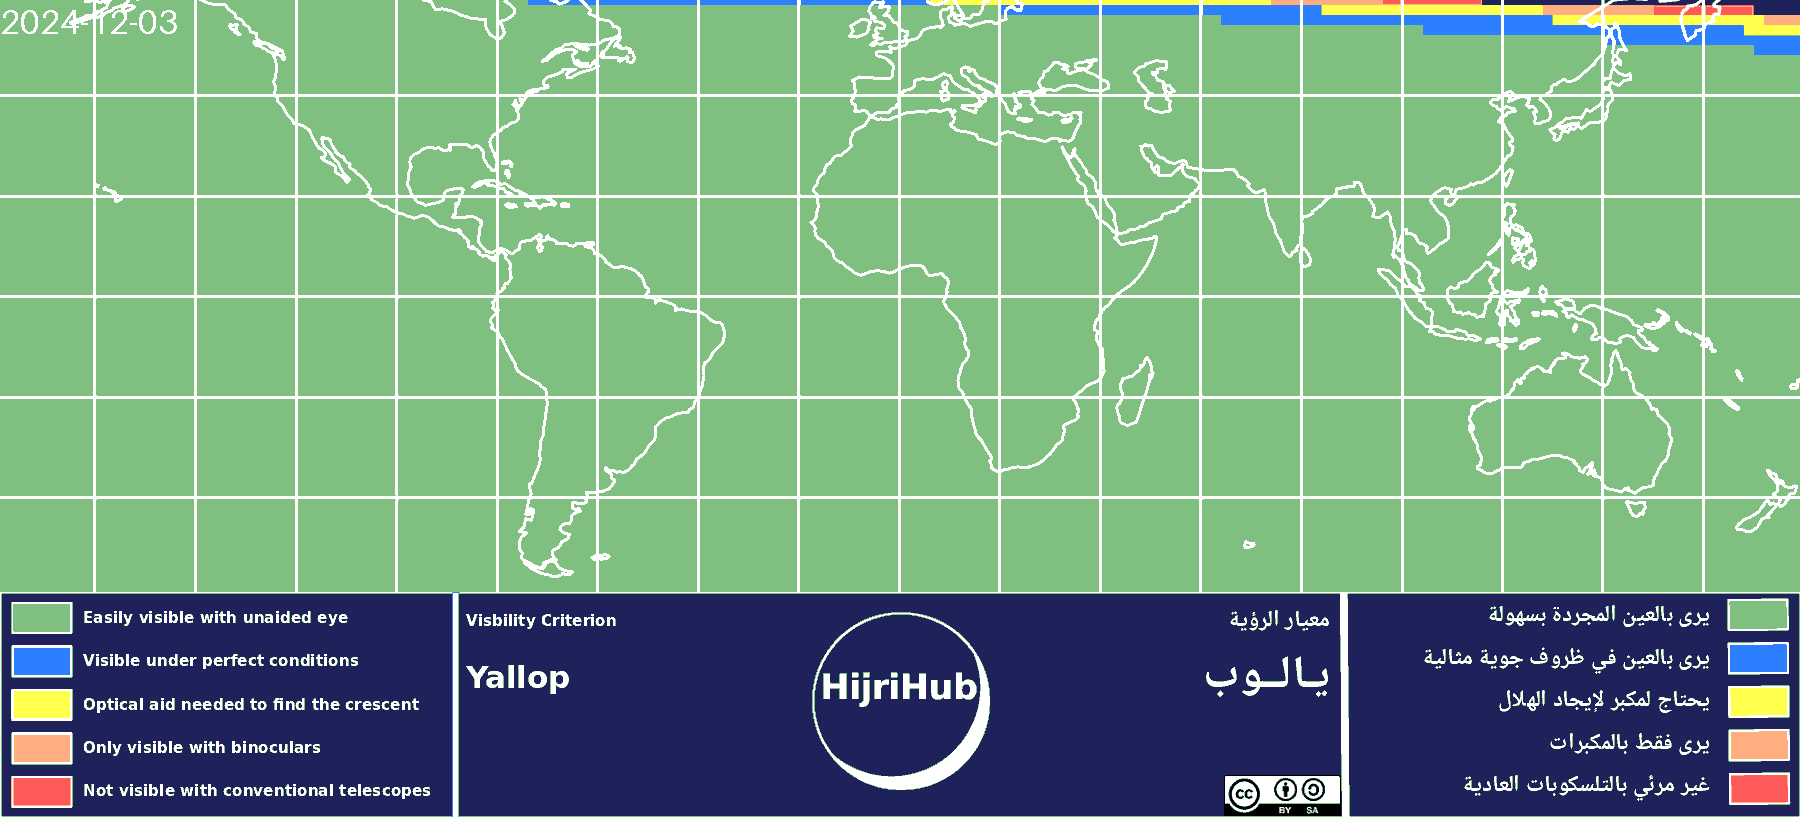 2024-12-03
Easily visible with unaided eye
Visible under perfect conditions
Optical aid needed to find the crescent
Only visible with binoculars
Not visible with conventional telescopes
Visbility Criterion
Yallop
HijriHub
معيار الرؤية
يالوب
cc
BY SA
يرى بالعين المجردة بسهولة
يرى بالعين في ظروف جوية مثالية
يحتاج لمكبر لإيجاد الهلال
يرى فقط بالمكبرات
غير مرئي بالتلسكوبات العادية